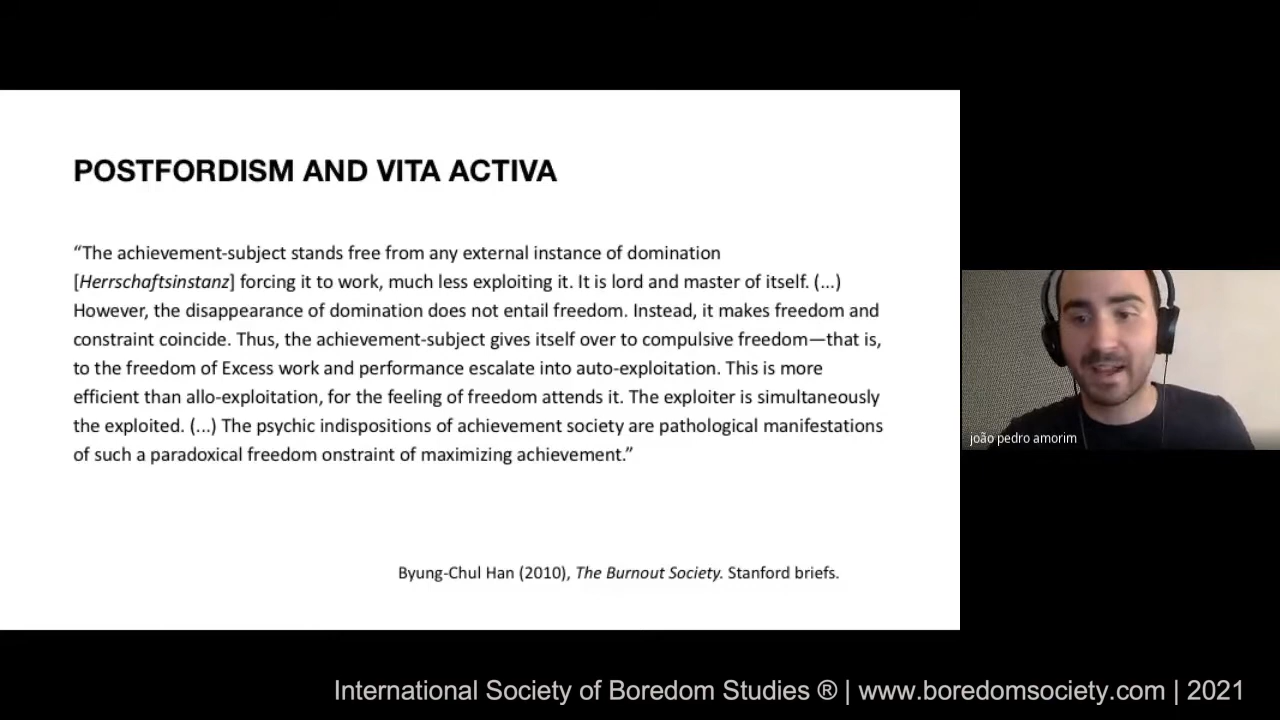 POSTFORDISM AND VITA ACTIVA
“The achievement-subject stands free from any external instance of domination
[Herrschaftsinstanz] forcing it to work, much less exploiting it. It is lord and master of itself. (...)
However, the disappearance of domination does not entail freedom. Instead, it makes freedom and
constraint coincide. Thus, the achievement-subject gives itself over to compulsive freedom—that is,
to the freedom of Excess work and performance escalate into auto-exploitation. This is more
efficient than allo-exploitation, for the feeling of freedom attends it. The exploiter is simultaneously
the exploited. (...) The psychic indispositions of achievement society are pathological manifestations
of such a paradoxical freedom onstraint of maximizing achievement.”
Byung-Chul Han (2010), The Burnout Society. Stanford briefs.
joão pedro amorim
International Society of Boredom Studies ® | www.boredomsociety.com | 2021